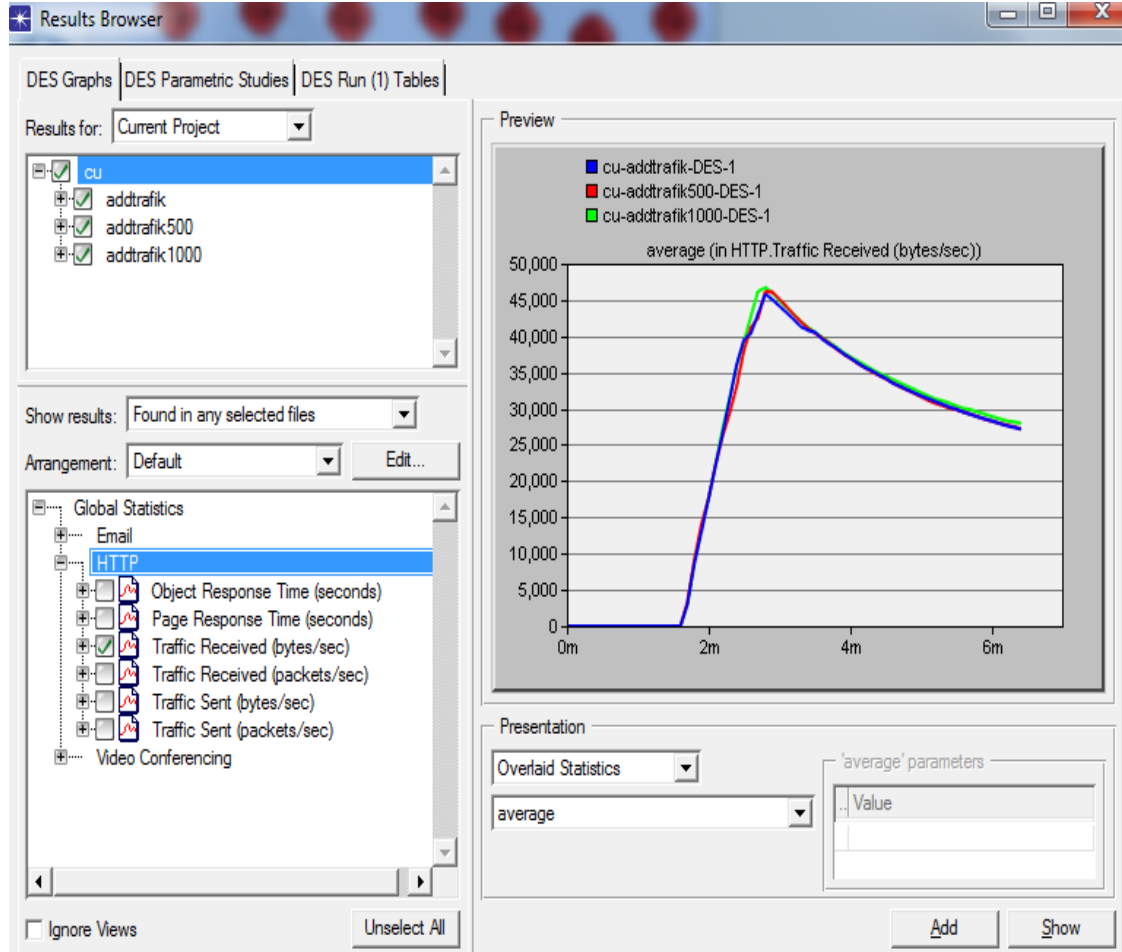 Results Browser
DES Graphs DES Parametric Studies DES Run (1) Tables
Results for: Current Project
cu
addtrafik
addtrafik500
addtrafik1000
Show results: Found in any selected files
Arrangement: Default Edit...
Global Statistics
Email
HTTP
Object Response Time (seconds)
Page Response Time (seconds)
Traffic Received (bytes/sec)
Traffic Received (packets/sec)
Traffic Sent (bytes/sec)
Traffic Sent (packets/sec)
Video Conferencing
Ignore Views Unselect All
Preview
cu-addtrafik-DES-1
cu-addtrafik500-DES-1
cu-addtrafik1000-DES-1
average (in HTTP.Traffic Received (bytes/sec))
50,000
45,000
40,000
35,000
30,000
25,000
20,000
15,000
10,000
5,000
0
0m 2m 4m 6m
Presentation
Overlaid Statistics
average
'average' parameters
.. Value
Add Show